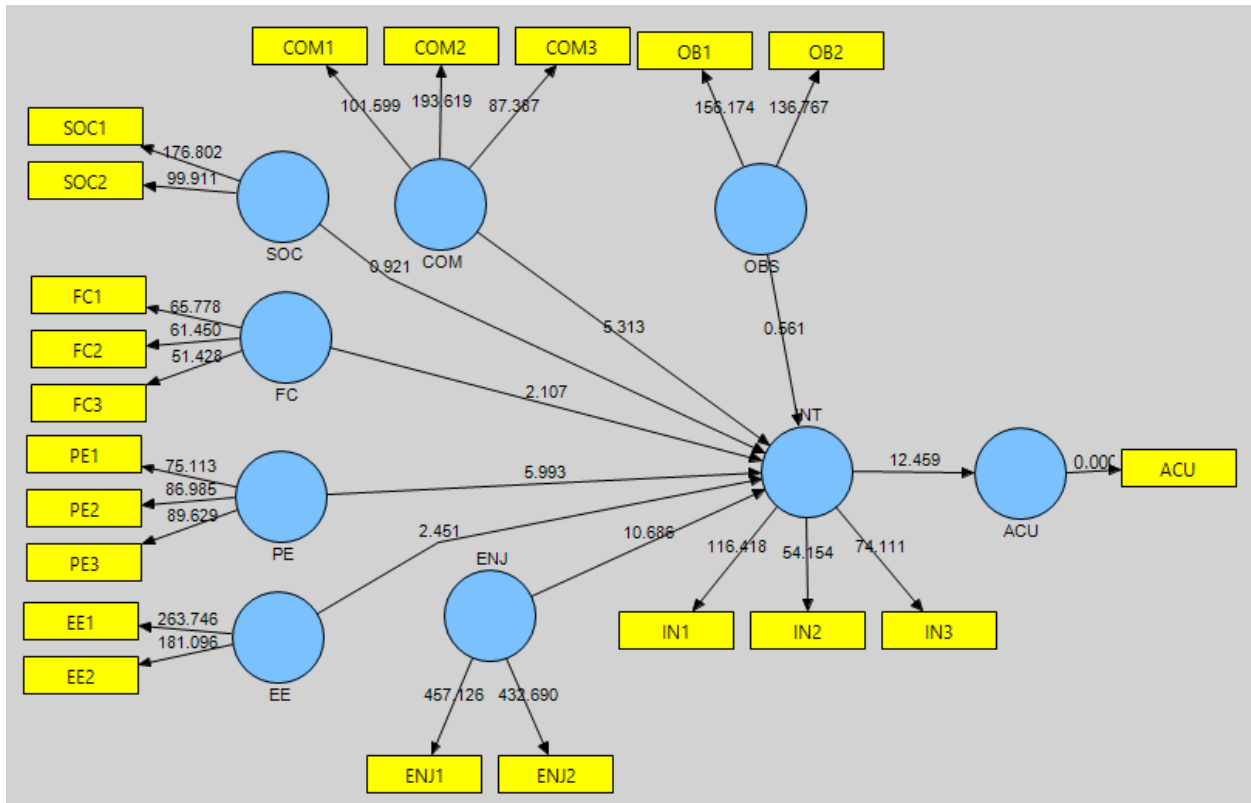 COM1
COM2
COM3
OB1
OB2
101.599
193.619
87.387
156.174
136.767
SOC1
SOC2
176.802
99.911
SOC
COM
OBS
0.921
5.313
0.561
FC1
FC2
FC3
65.778
61.450
51.428
FC
2.107
PE1
PE2
PE3
75.113
86.985
89.629
PE
5.993
INT
12.459
ACU
0.000
ACU
2.451
10.686
ENJ
116.418
54.154
74.111
IN1
IN2
IN3
EE1
EE2
263.746
181.096
EE
457.126
432.690
ENJ1
ENJ2